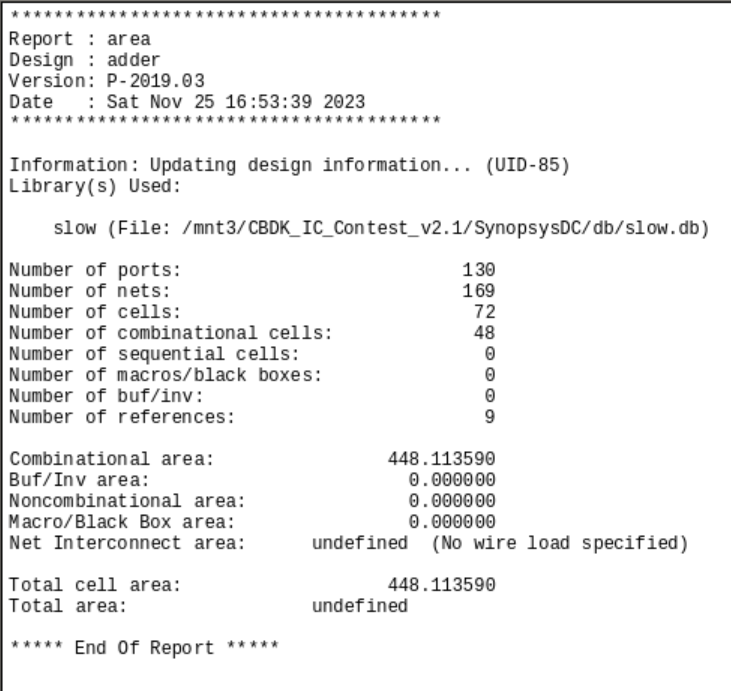 ****************************************
Report : area
Design : adder
Version: P-2019.03
Date   : Sat Nov 25 16:53:39 2023
****************************************
Information: Updating design information... (UID-85)
Library(s) Used:
slow (File: /mnt3/CBDK_IC_Contest_v2.1/SynopsysDC/db/slow.db)
Number of ports: 130
Number of nets: 169
Number of cells: 72
Number of combinational cells: 48
Number of sequential cells: 0
Number of macros/black boxes: 0
Number of buf/inv: 0
Number of references: 9
Combinational area: 448.113590
Buf/Inv area: 0.000000
Noncombinational area: 0.000000
Macro/Black Box area: 0.000000
Net Interconnect area: undefined (No wire load specified)
Total cell area: 448.113590
Total area: undefined
***** End Of Report *****